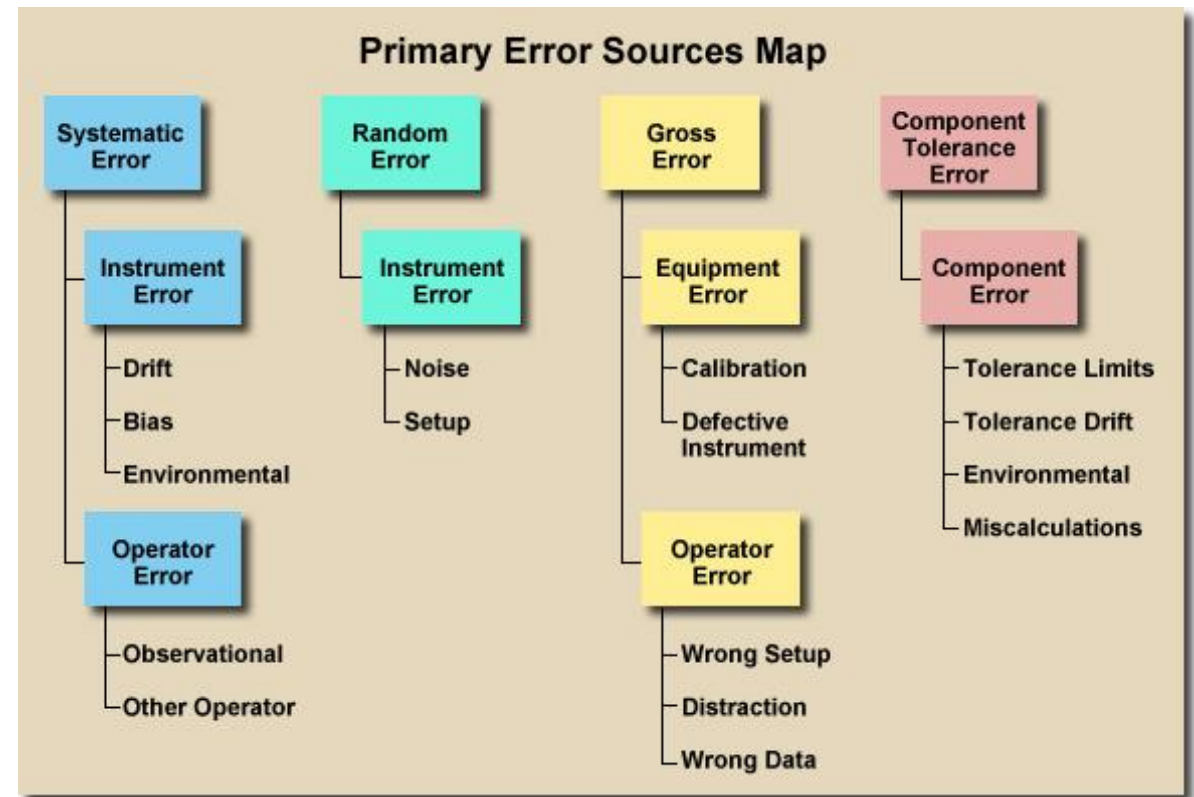 Primary Error Sources Map
Systematic
Error
Instrument
Error
Drift
Bias
Environmental
Operator
Error
Observational
Other Operator
Random
Error
Instrument
Error
Noise
Setup
Gross
Error
Equipment
Error
Calibration
Defective
Instrument
Operator
Error
Wrong Setup
Distraction
Wrong Data
Component
Tolerance
Error
Component
Error
Tolerance Limits
Tolerance Drift
Environmental
Miscalculations